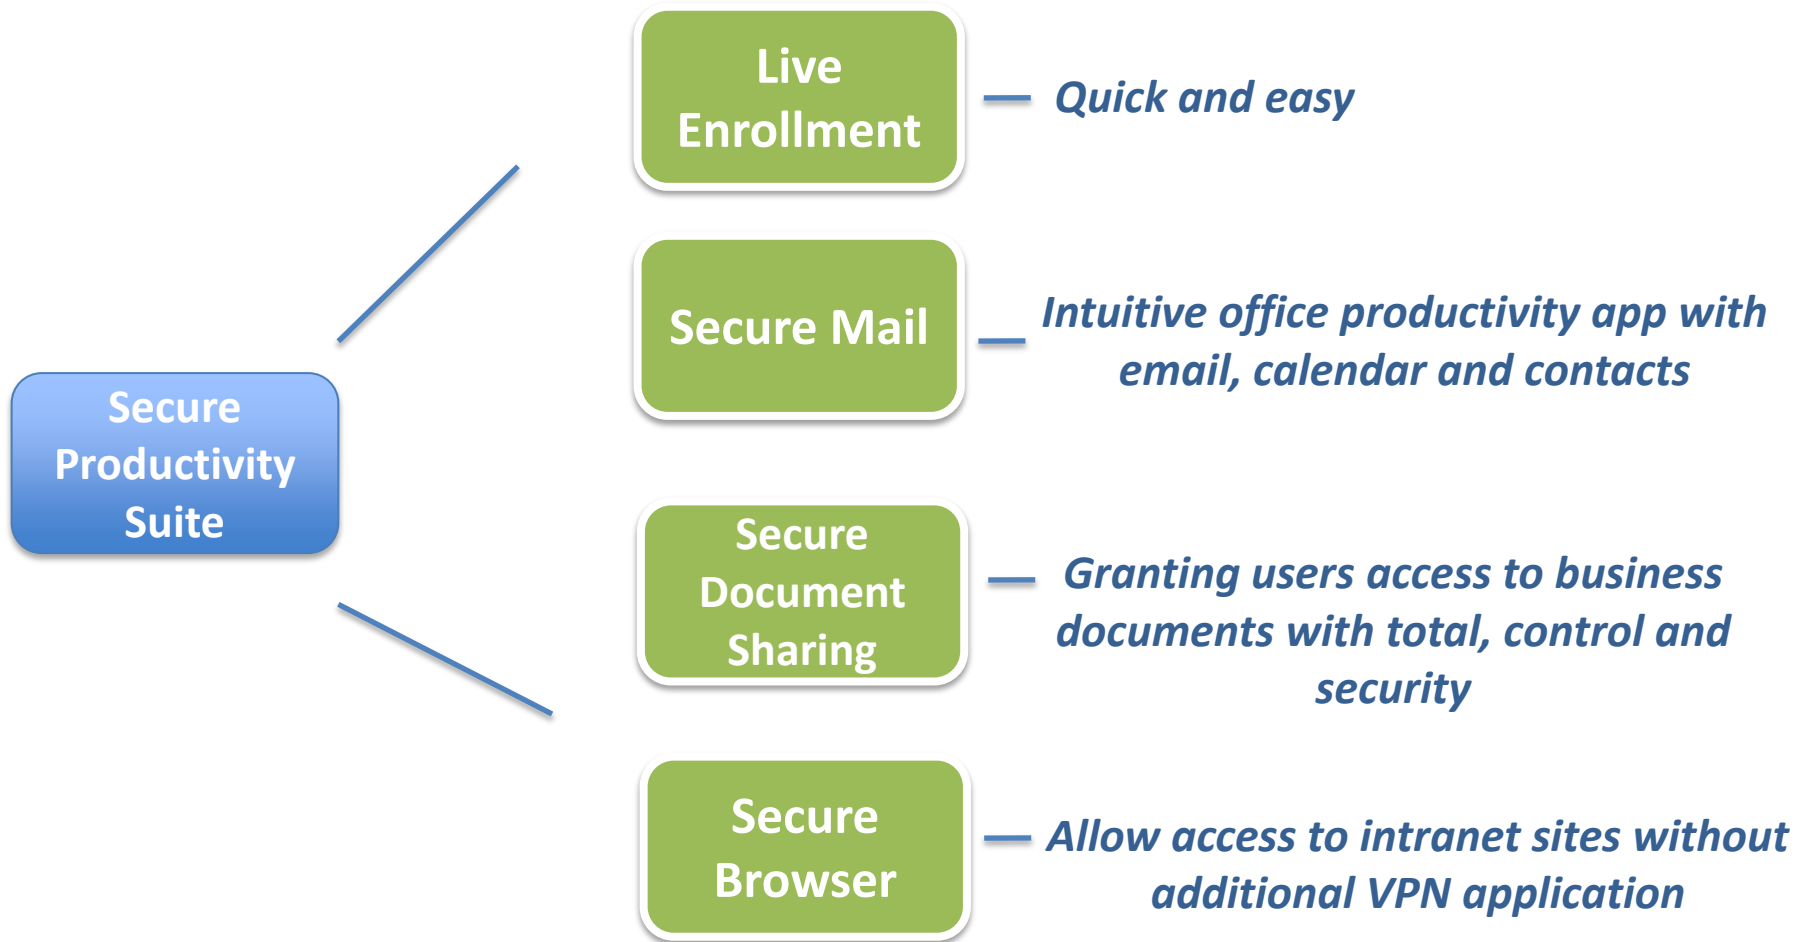 Live
Enrollment
Quick and easy
Secure Mail
Intuitive office productivity app with
email, calendar and contacts
Secure
Productivity
Suite
Secure
Document
Sharing
Granting users access to business
documents with total, control and
security
Secure
Browser
Allow access to intranet sites without
additional VPN application